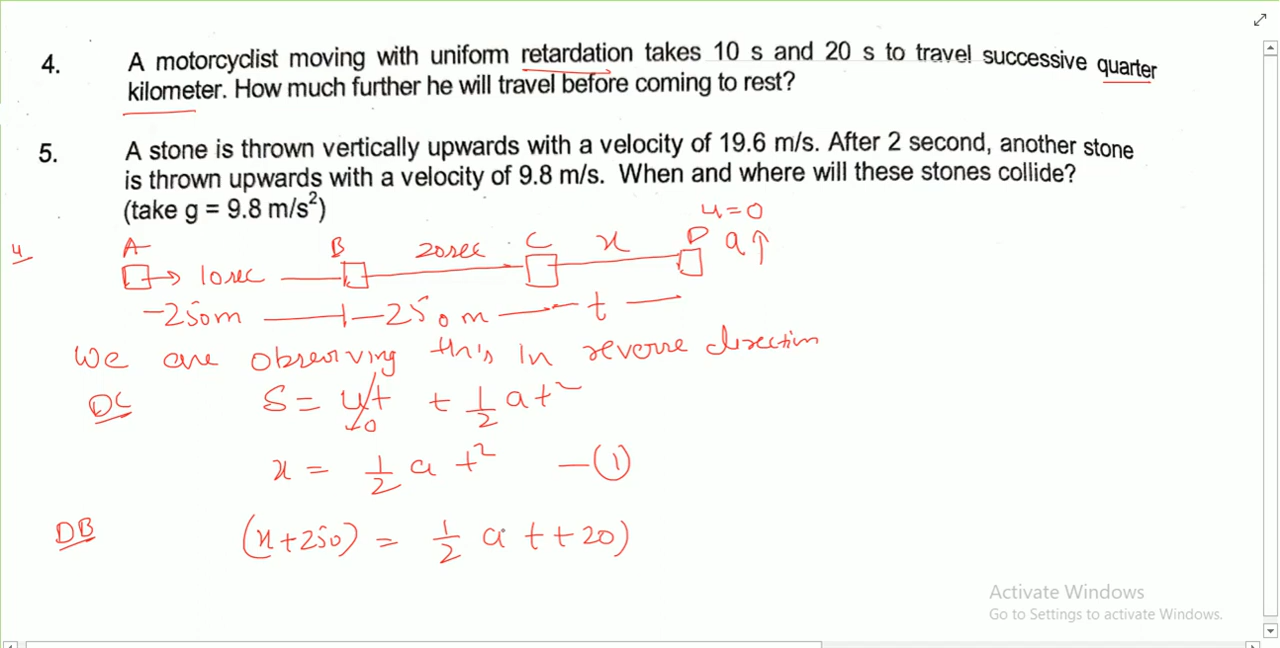 4. A motorcyclist moving with uniform retardation takes 10 s and 20 s to travel successive quarter
kilometer. How much further he will travel before coming to rest?
5. A stone is thrown vertically upwards with a velocity of 19.6 m/s. After 2 second, another stone
is thrown upwards with a velocity of 9.8 m/s. When and where will these stones collide?
(take g = 9.8 m/s²)
u=0
4 A B 20sec C x D a↑
10sec
250m 250m t
We are observing this in reverse direction
DC S = ut + 1/2 at²
→0
x = 1/2 a t² —(1)
DB (x+250) = 1/2 a t+20)
Activate Windows
Go to Settings to activate Windows.